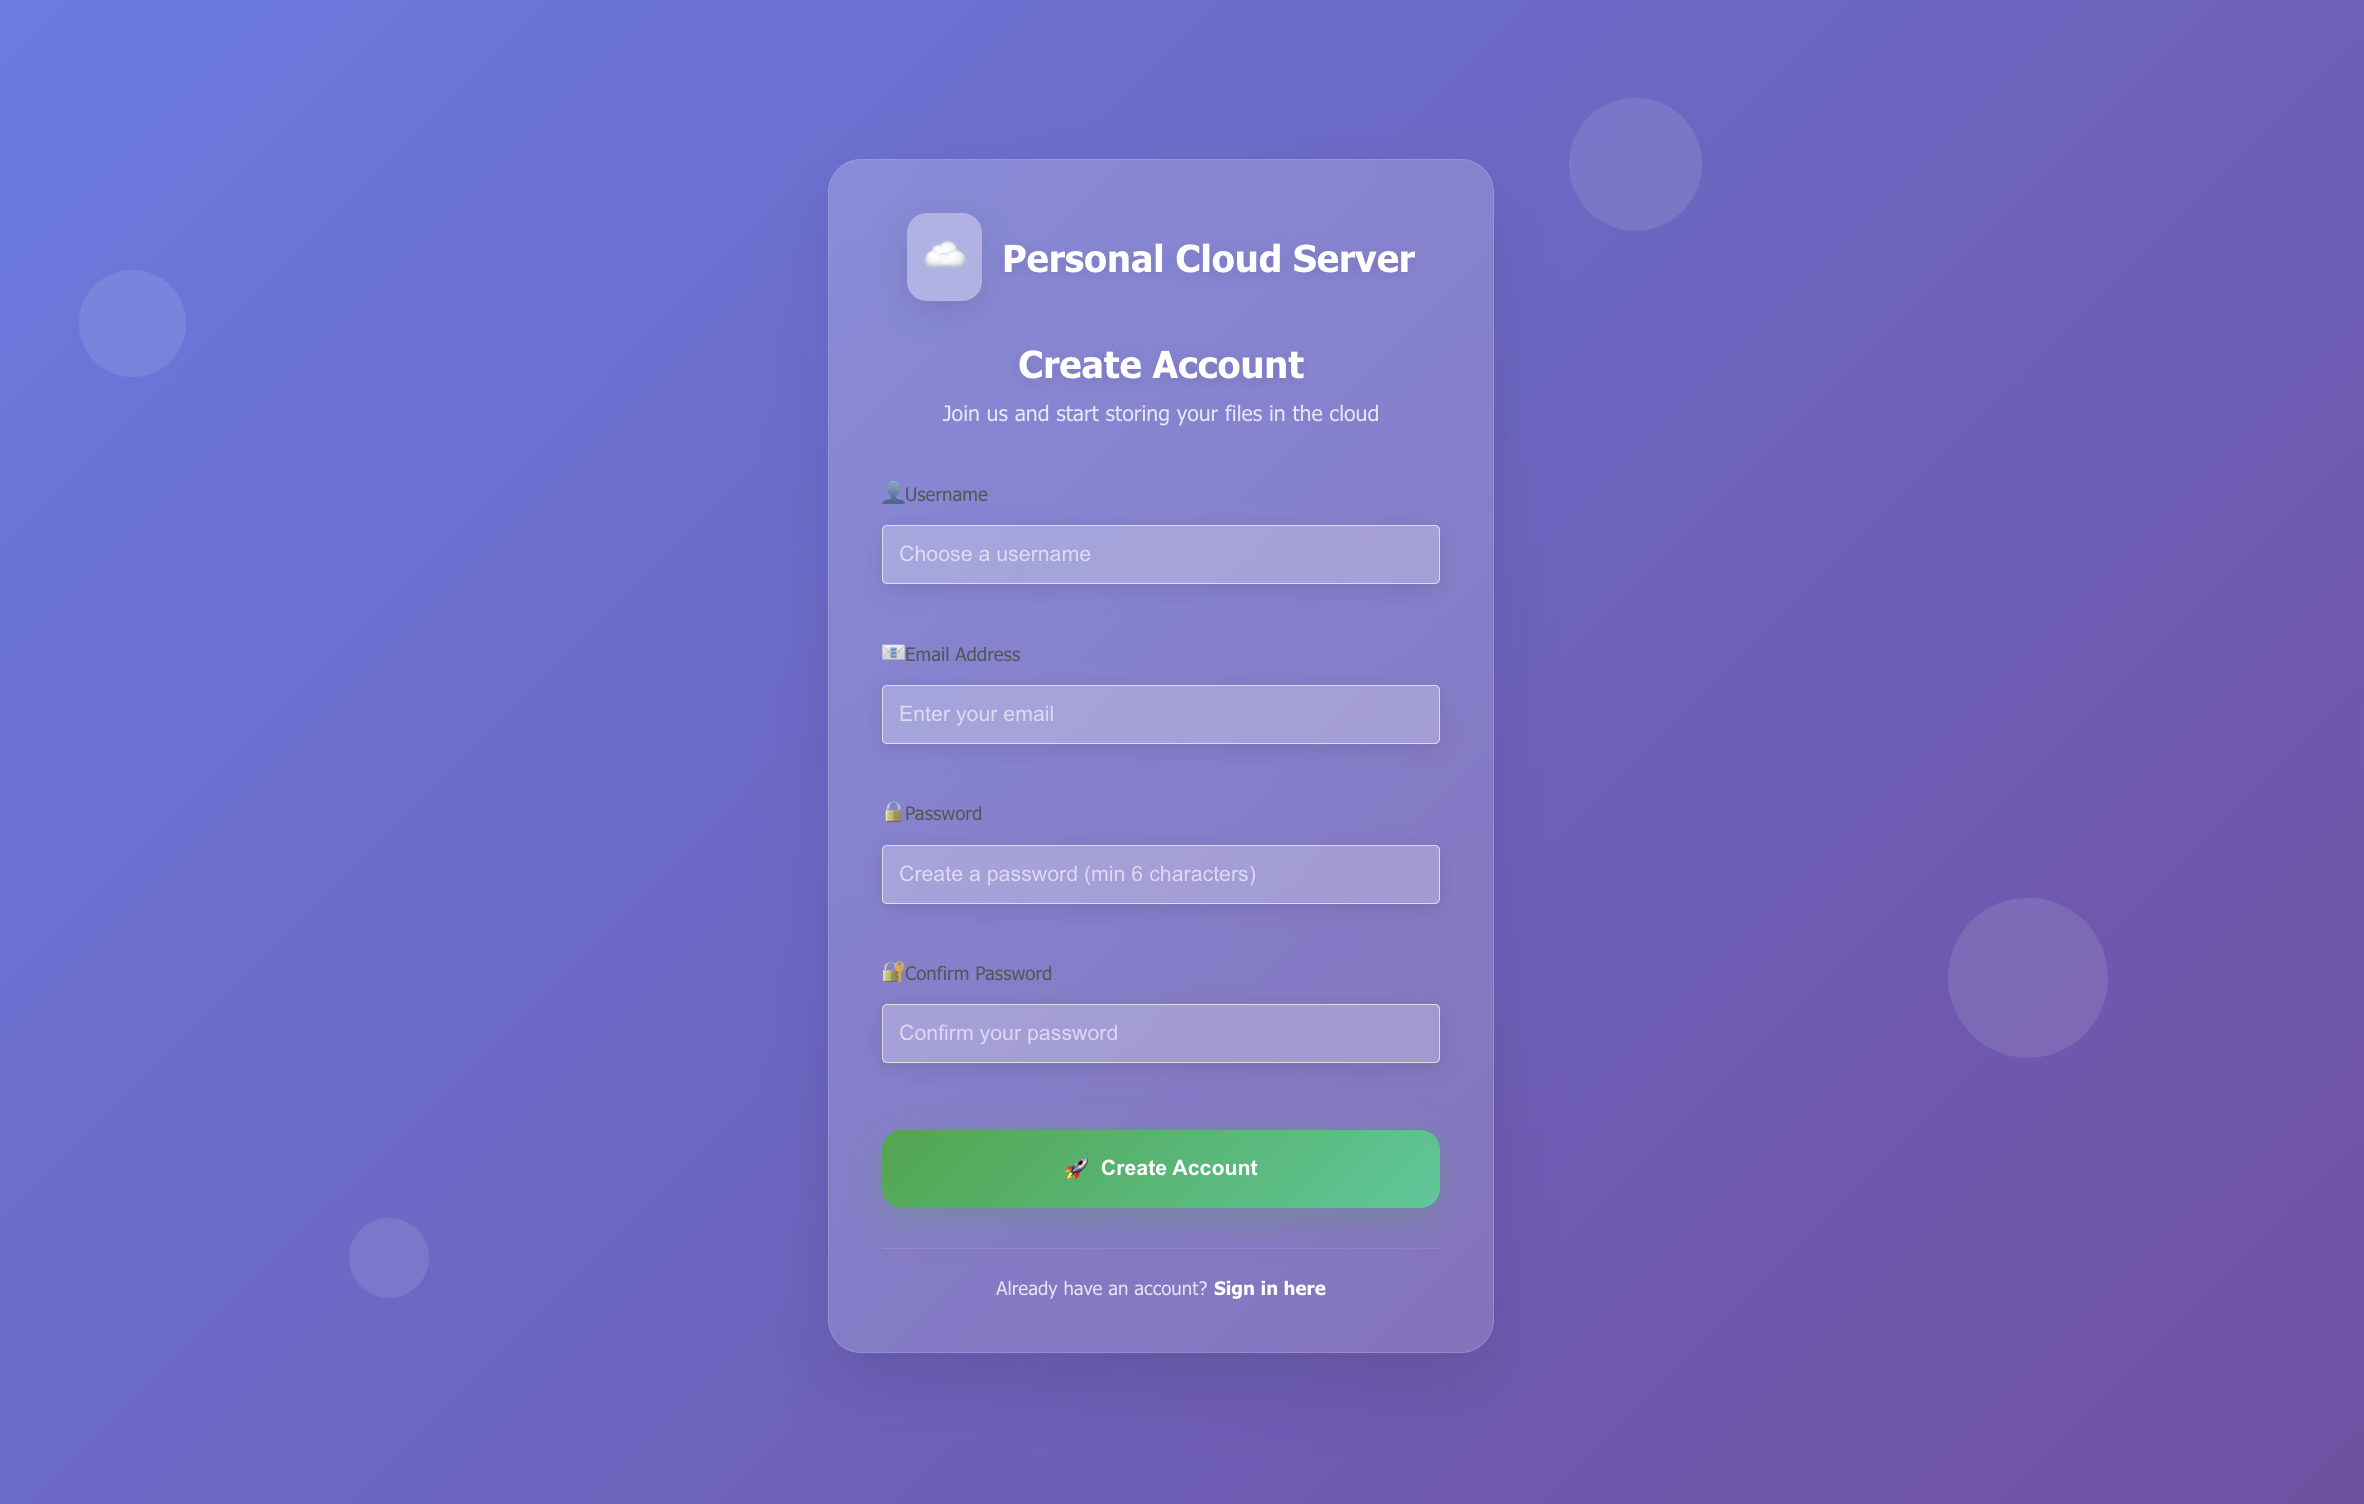 Personal Cloud Server
Create Account
Join us and start storing your files in the cloud
Username
Choose a username
Email Address
Enter your email
Password
Create a password (min 6 characters)
Confirm Password
Confirm your password
Create Account
Already have an account? Sign in here